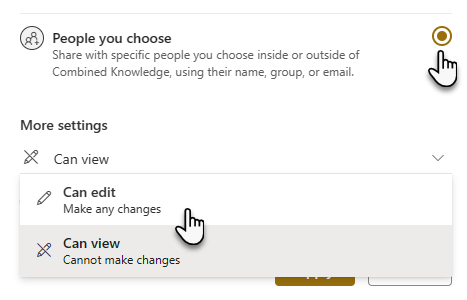 People you choose
Share with specific people you choose inside or outside of
Combined Knowledge, using their name, group, or email.
More settings
Can view
Can edit
Make any changes
Can view
Cannot make changes